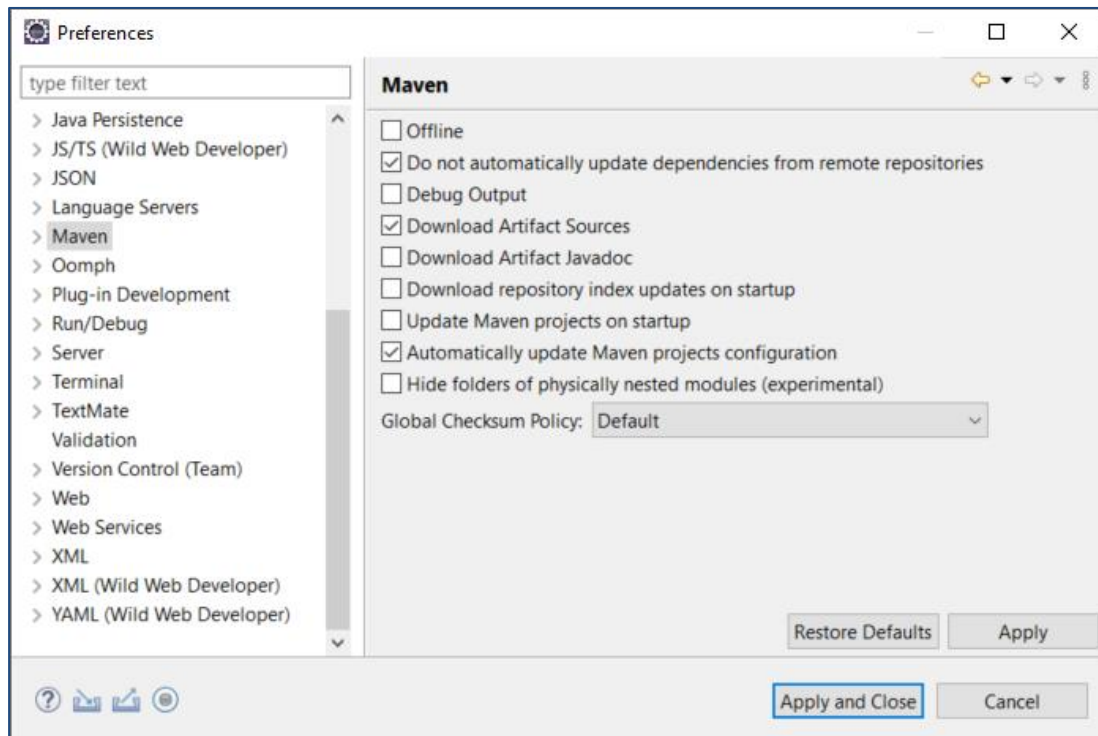 Preferences
type filter text
Java Persistence
JS/TS (Wild Web Developer)
JSON
Language Servers
Maven
Oomph
Plug-in Development
Run/Debug
Server
Terminal
TextMate
Validation
Version Control (Team)
Web
Web Services
XML
XML (Wild Web Developer)
YAML (Wild Web Developer)
Maven
Offline
Do not automatically update dependencies from remote repositories
Debug Output
Download Artifact Sources
Download Artifact Javadoc
Download repository index updates on startup
Update Maven projects on startup
Automatically update Maven projects configuration
Hide folders of physically nested modules (experimental)
Global Checksum Policy: Default
Restore Defaults Apply
Apply and Close Cancel